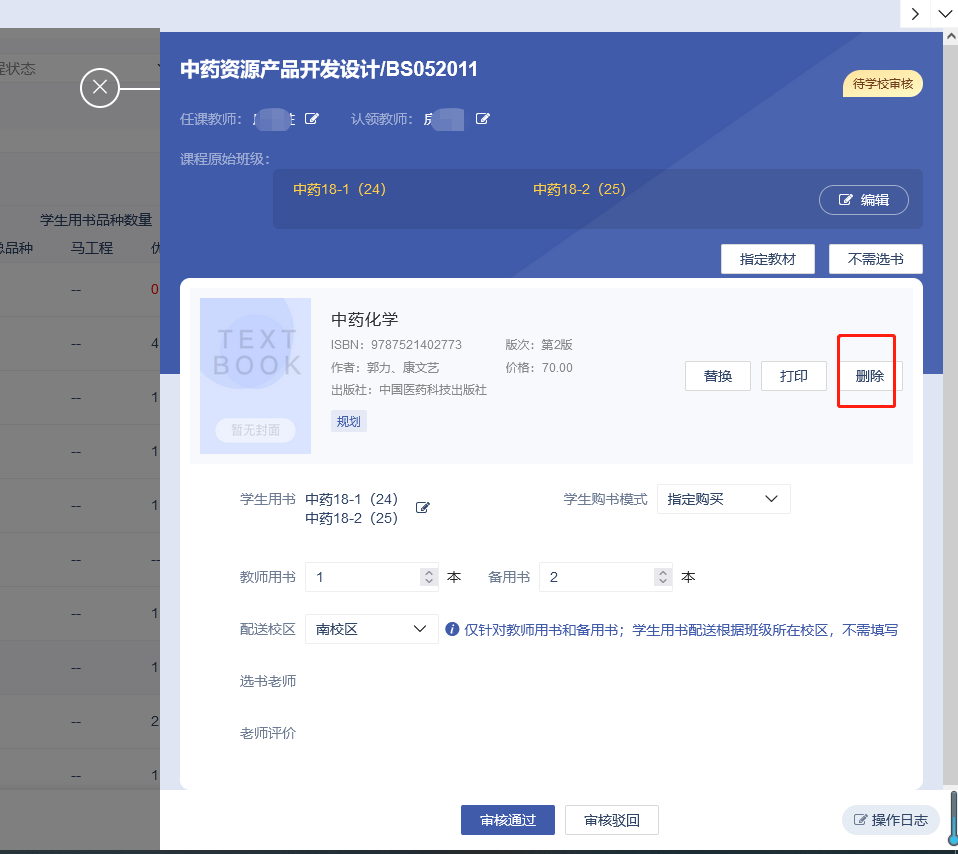 程状态
学生用书品种数量
总品种 马工程 优
--
0
--
4
--
1
--
1
--
1
--
--
--
1
--
1
--
2
--
1
中药资源产品开发设计/BS052011
待学校审核
任课教师： 认领教师：
课程原始班级：
中药18-1（24） 中药18-2（25）
编辑
指定教材 不需选书
TEXT
BOOK
暂无封面
中药化学
ISBN：9787521402773 版次：第2版
作者：郭力、康文艺 价格：70.00
出版社：中国医药科技出版社
规划
替换 打印 删除
学生用书 中药18-1（24）
中药18-2（25）
学生购书模式 指定购买
教师用书 1 本 备用书 2 本
配送校区 南校区 仅针对教师用书和备用书；学生用书配送根据班级所在校区，不需填写
选书老师
老师评价
审核通过 审核驳回
操作日志